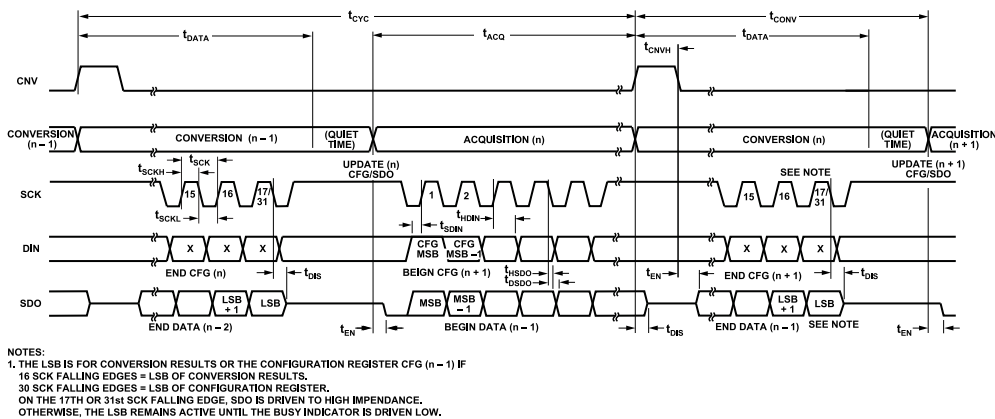 tCYC
tCONV
tDATA
tACQ
tCNVH
tDATA
CNV
CONVERSION
(n–1)
CONVERSION (n – 1)
(QUIET
TIME)
ACQUISITION (n)
CONVERSION (n)
(QUIET
TIME)
ACQUISITION
(n + 1)
UPDATE (n)
CFG/SDO
SEE NOTE
UPDATE (n + 1)
CFG/SDO
tSCK
tSCKH
SCK
15
16
17/
31
1
2
15
16
17/
31
tSCKL
tHDIN
tSDIN
DIN
X
X
X
CFG
MSB
CFG
MSB –1
X
X
X
END CFG (n)
tDIS
BEIGN CFG (n + 1)
tHSDO
tDSDO
tEN
END CFG (n + 1)
tDIS
SDO
LSB
+ 1
LSB
MSB
MSB
– 1
LSB
+ 1
LSB
END DATA (n – 2)
tEN
BEGIN DATA (n – 1)
tDIS
END DATA (n – 1)
SEE NOTE
tEN
NOTES:
1. THE LSB IS FOR CONVERSION RESULTS OR THE CONFIGURATION REGISTER CFG (n – 1) IF
16 SCK FALLING EDGES = LSB OF CONVERSION RESULTS.
30 SCK FALLING EDGES = LSB OF CONFIGURATION REGISTER.
ON THE 17TH OR 31st SCK FALLING EDGE, SDO IS DRIVEN TO HIGH IMPENDANCE.
OTHERWISE, THE LSB REMAINS ACTIVE UNTIL THE BUSY INDICATOR IS DRIVEN LOW.